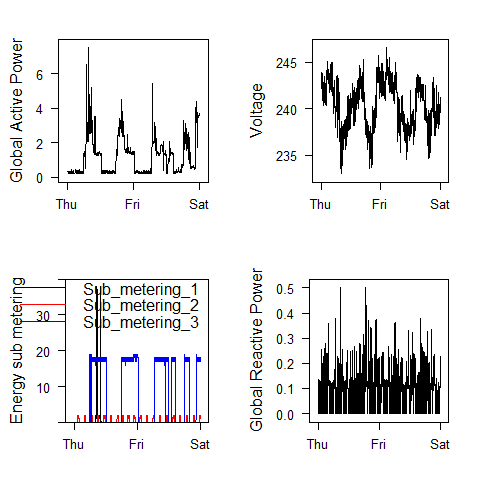 Global Active Power
6
4
2
0
Thu Fri Sat
Voltage
245
240
235
Thu Fri Sat
Energy sub metering
30
20
10
Sub_metering_1
Sub_metering_2
Sub_metering_3
Thu Fri Sat
Global Reactive Power
0.5
0.4
0.3
0.2
0.1
0.0
Thu Fri Sat